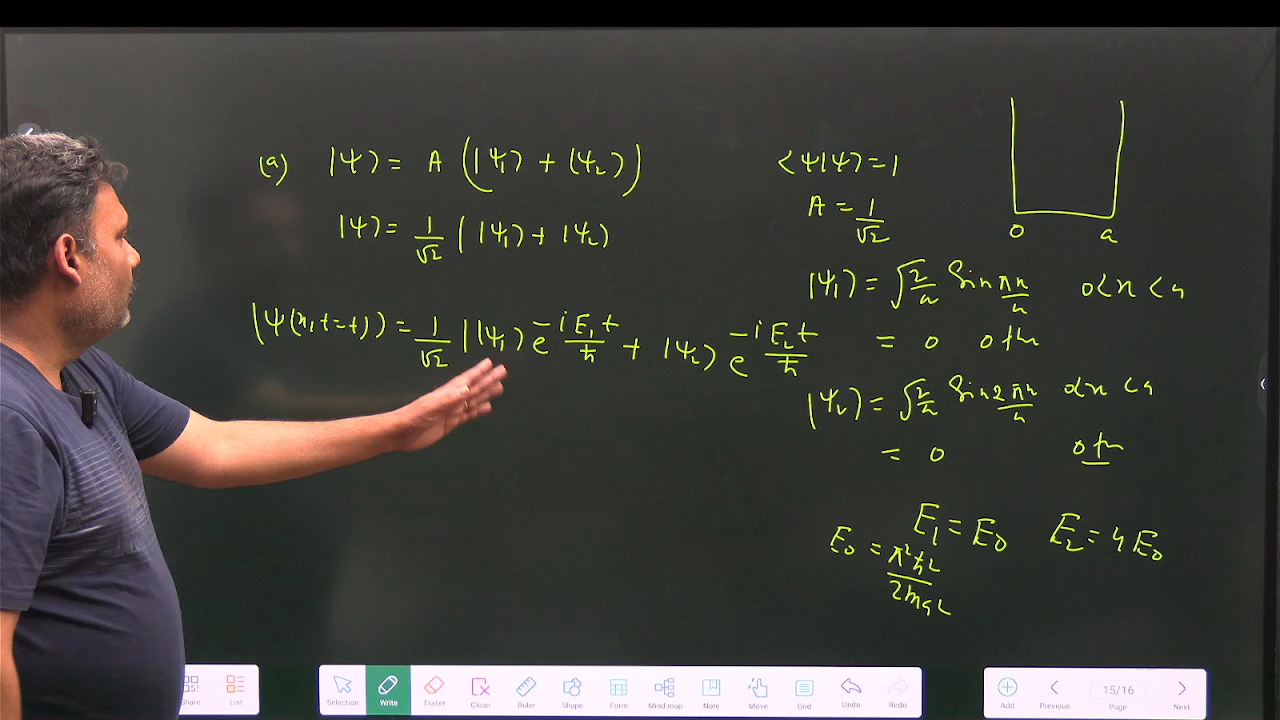 (a) |ψ⟩ = A (|ψ₁⟩ + |ψ₂⟩)
|ψ⟩ = 1/√2 (|ψ₁⟩ + |ψ₂⟩
|ψ(x,t=t)⟩ = 1/√2 (|ψ₁⟩ e^(-iE₁t/ħ) + |ψ₂⟩ e^(-iE₂t/ħ)
⟨ψ|ψ⟩ = 1
A = 1/√2
0 a
|ψ₁⟩ = √(2/a) Sin πx/a 0<x<a
= 0 oth
|ψ₂⟩ = √(2/a) Sin 2πx/a 0<x<a
= 0 oth
E₁ = E₀ E₂ = 4E₀
E₀ = π²ħ²/2ma²
Share List
Selection Write Eraser Clean Ruler Shape Form Mind map Note Move Grid Undo Redo
Add Previous 15/16 Next